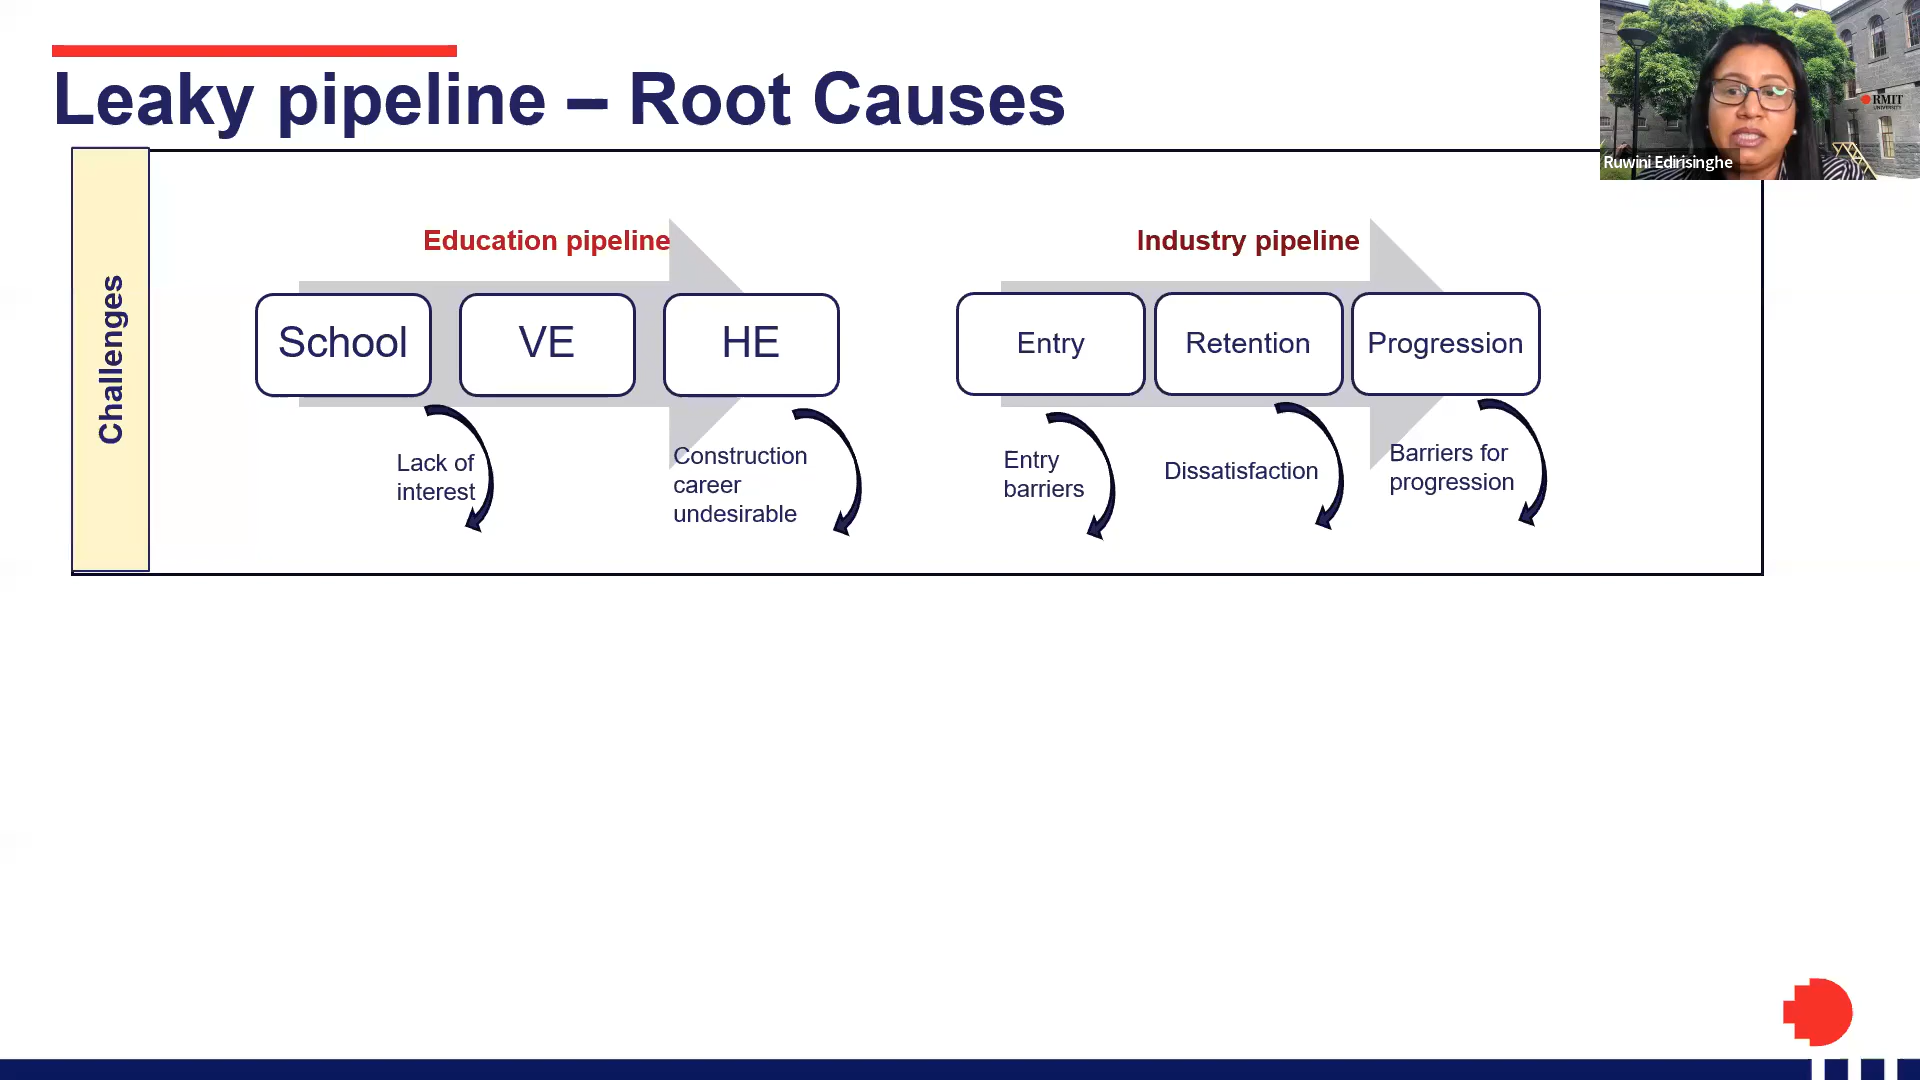 Leaky pipeline – Root Causes
RMIT
UNIVERSITY
Ruwini Edirisinghe
Challenges
Education pipeline
School
VE
HE
Lack of
interest
Construction
career
undesirable
Industry pipeline
Entry
Retention
Progression
Entry
barriers
Dissatisfaction
Barriers for
progression